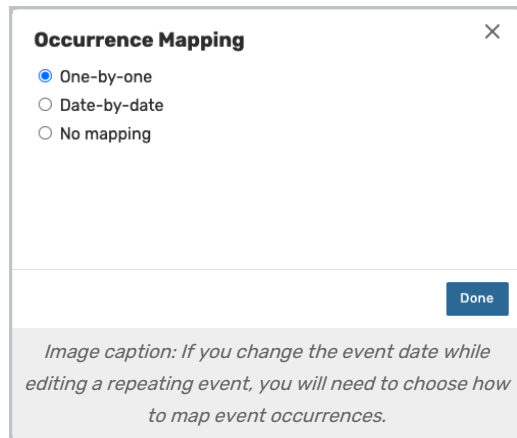 Occurrence Mapping
One-by-one
Date-by-date
No mapping
Done
Image caption: If you change the event date while
editing a repeating event, you will need to choose how
to map event occurrences.